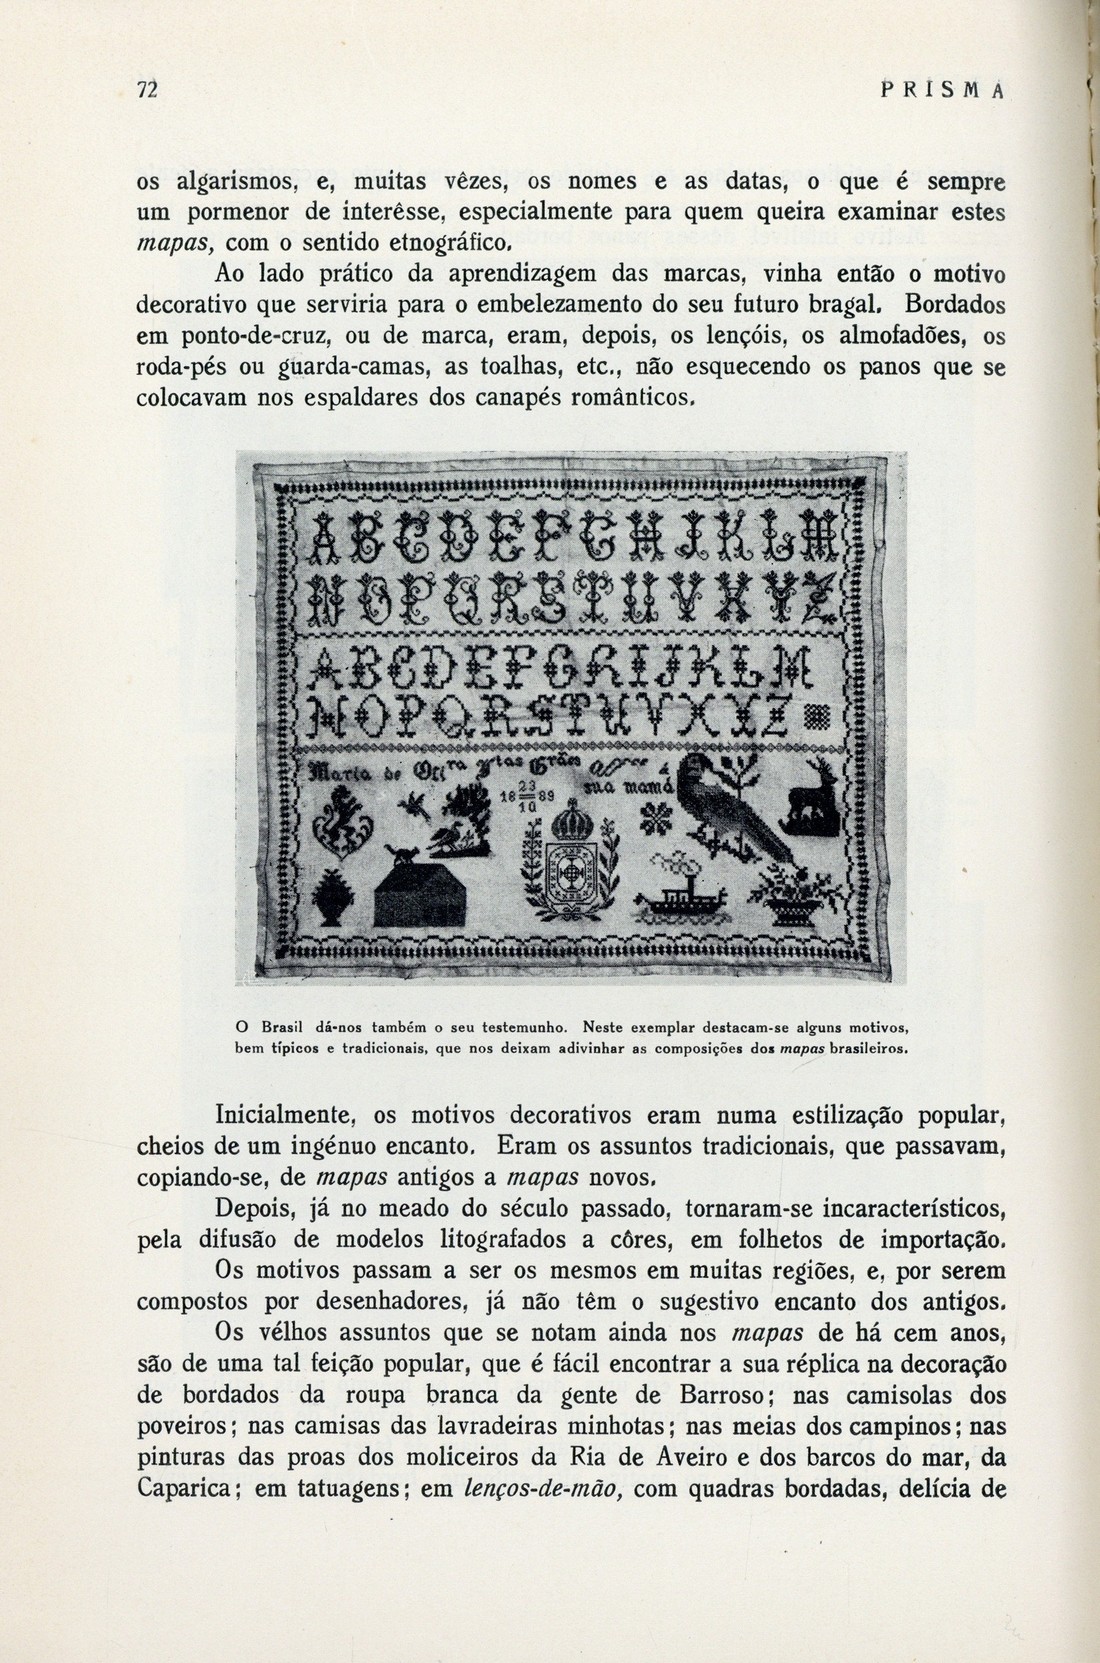 72
PRISMA
os algarismos, e, muitas vêzes, os nomes e as datas, o que é sempre
um pormenor de interêsse, especialmente para quem queira examinar estes
mapas, com o sentido etnográfico.
Ao lado prático da aprendizagem das marcas, vinha então o motivo
decorativo que serviria para o embelezamento do seu futuro bragal. Bordados
em ponto-de-cruz, ou de marca, eram, depois, os lençóis, os almofadões, os
roda-pés ou guarda-camas, as toalhas, etc., não esquecendo os panos que se
colocavam nos espaldares dos canapés românticos.
A B C D E F G H I K L M
N O P Q R S T U V X Y Z
A B C D E F G H I J K L M
N O P Q R S T U V X Y Z
Maria de
á
23
sua mamá
18 89
10
O Brasil dá-nos também o seu testemunho. Neste exemplar destacam-se alguns motivos,
bem típicos e tradicionais, que nos deixam adivinhar as composições dos mapas brasileiros.
Inicialmente, os motivos decorativos eram numa estilização popular,
cheios de um ingénuo encanto. Eram os assuntos tradicionais, que passavam,
copiando-se, de mapas antigos a mapas novos.
Depois, já no meado do século passado, tornaram-se incaracterísticos,
pela difusão de modelos litografados a côres, em folhetos de importação.
Os motivos passam a ser os mesmos em muitas regiões, e, por serem
compostos por desenhadores, já não têm o sugestivo encanto dos antigos.
Os vélhos assuntos que se notam ainda nos mapas de há cem anos,
são de uma tal feição popular, que é fácil encontrar a sua réplica na decoração
de bordados da roupa branca da gente de Barroso; nas camisolas dos
poveiros; nas camisas das lavradeiras minhotas; nas meias dos campinos; nas
pinturas das proas dos moliceiros da Ria de Aveiro e dos barcos do mar, da
Caparica; em tatuagens; em lenços-de-mão, com quadras bordadas, delícia de